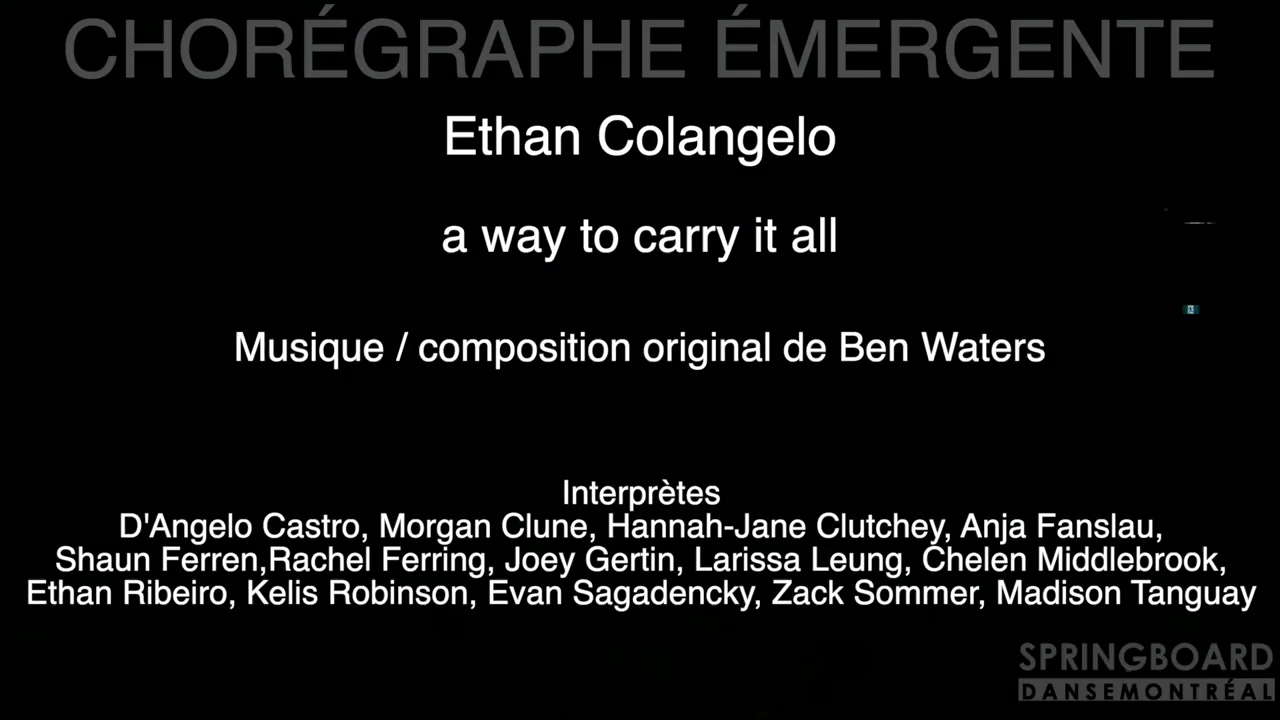 CHORÉGRAPHE ÉMERGENTE
Ethan Colangelo
a way to carry it all
Musique / composition original de Ben Waters
Interprètes
D'Angelo Castro, Morgan Clune, Hannah-Jane Clutchey, Anja Fanslau,
Shaun Ferren,Rachel Ferring, Joey Gertin, Larissa Leung, Chelen Middlebrook,
Ethan Ribeiro, Kelis Robinson, Evan Sagadencky, Zack Sommer, Madison Tanguay
SPRINGBOARD
DANSEMONTRÉAL